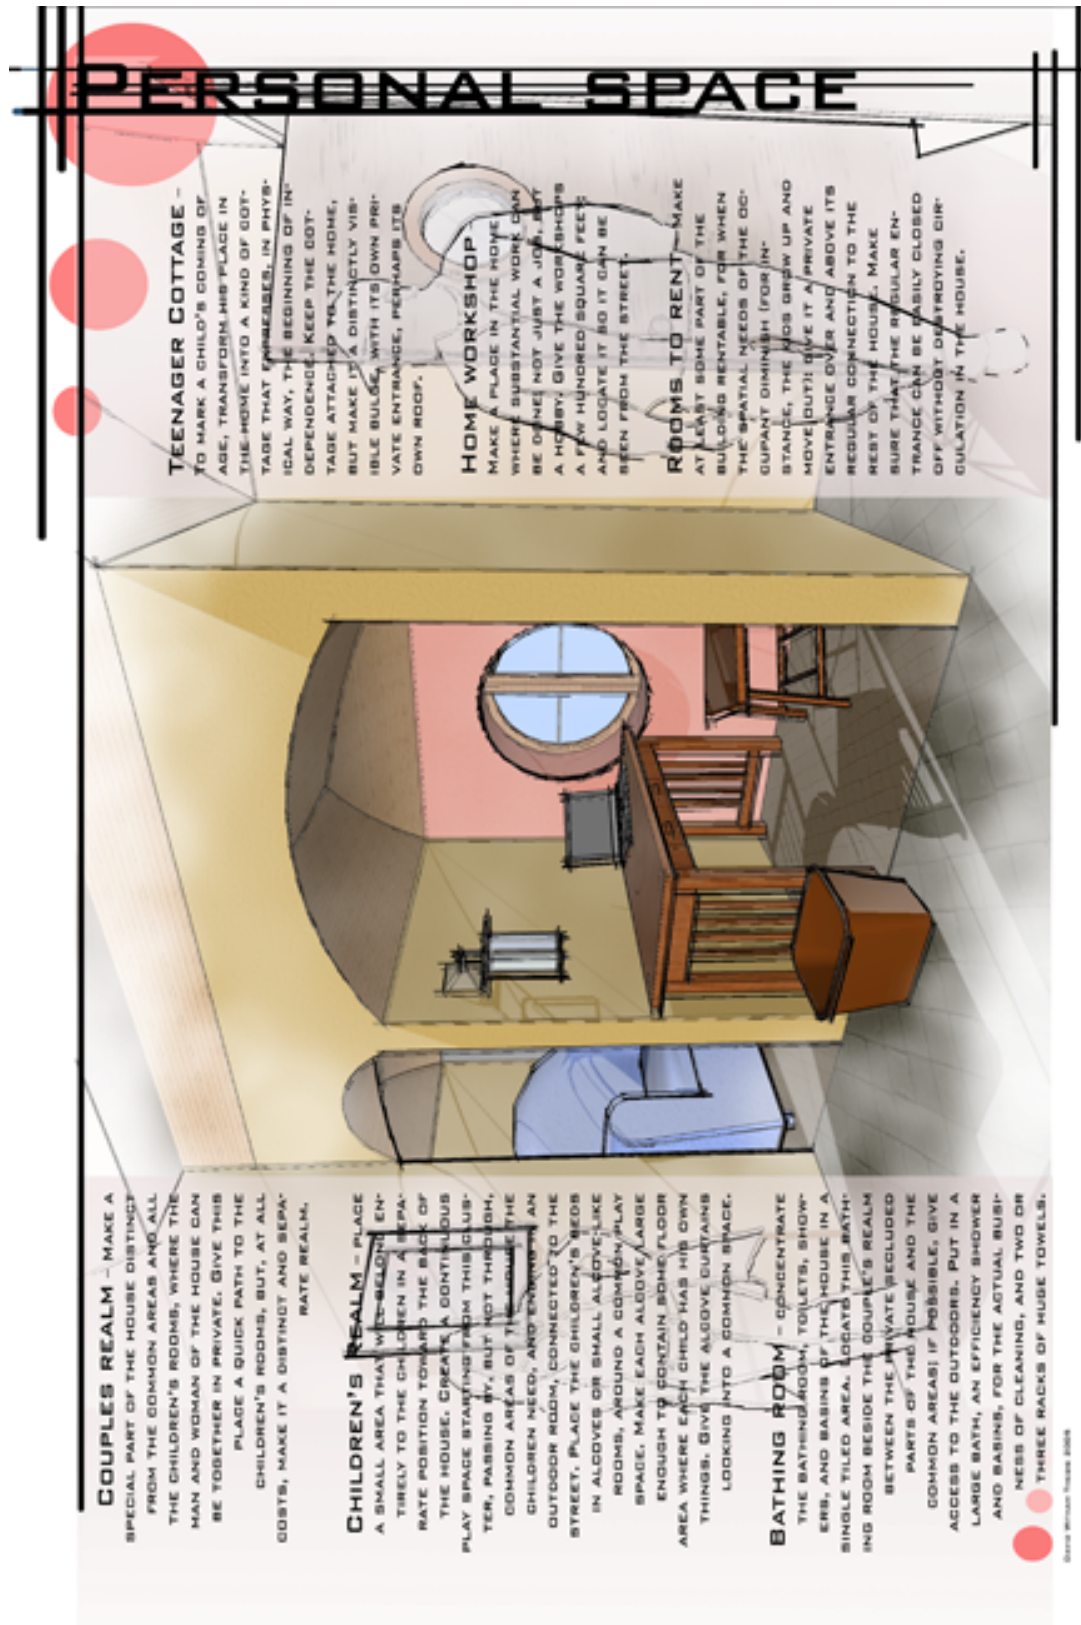 PERSONAL SPACE
COUPLES REALM – MAKE A
SPECIAL PART OF THE HOUSE DISTINCT
FROM THE COMMON AREAS AND ALL
THE CHILDREN'S ROOMS, WHERE THE
MAN AND WOMAN OF THE HOUSE CAN
BE TOGETHER IN PRIVATE. GIVE THIS
PLACE A QUICK PATH TO THE
CHILDREN'S ROOMS, BUT, AT ALL
COSTS, MAKE IT A DISTINCT AND SEPA-
RATE REALM.
CHILDREN'S REALM – PLACE
A SMALL AREA THAT WILL BELONG EN-
TIRELY TO THE CHILDREN IN A SEPA-
RATE POSITION TOWARD THE BACK OF
THE HOUSE. CREATE A CONTINUOUS
PLAY SPACE STARTING FROM THIS CLUS-
TER, PASSING BY, BUT NOT THROUGH,
COMMON AREAS OF THE HOUSE THE
CHILDREN NEED, AND ENDING IN AN
OUTDOOR ROOM, CONNECTED TO THE
STREET. PLACE THE CHILDREN'S BEDS
IN ALCOVES OR SMALL ALCOVE-LIKE
ROOMS, AROUND A COMMON PLAY
SPACE. MAKE EACH ALCOVE LARGE
ENOUGH TO CONTAIN SOME FLOOR
AREA WHERE EACH CHILD HAS HIS OWN
THINGS. GIVE THE ALCOVE CURTAINS
LOOKING INTO A COMMON SPACE.
BATHING ROOM – CONCENTRATE
THE BATHING ROOM, TOILETS, SHOW-
ERS, AND BASINS OF THE HOUSE IN A
SINGLE TILED AREA. LOCATE THIS BATH-
ING ROOM BESIDE THE COUPLE'S REALM
BETWEEN THE PRIVATE SECLUDED
PARTS OF THE HOUSE AND THE
COMMON AREAS; IF POSSIBLE, GIVE
ACCESS TO THE OUTDOORS. PUT IN A
LARGE BATH, AN EFFICIENCY SHOWER
AND BASINS, FOR THE ACTUAL BUSI-
NESS OF CLEANING, AND TWO OR
THREE RACKS OF HUGE TOWELS.
TEENAGER COTTAGE –
TO MARK A CHILD'S COMING OF
AGE, TRANSFORM HIS PLACE IN
THE HOME INTO A KIND OF COT-
TAGE THAT EXPRESSES, IN PHYS-
ICAL WAY, THE BEGINNING OF IN-
DEPENDENCE. KEEP THE COT-
TAGE ATTACHED TO THE HOME,
BUT MAKE IT A DISTINCTLY VIS-
IBLE BULGE, WITH ITS OWN PRI-
VATE ENTRANCE, PERHAPS ITS
OWN ROOF.
HOME WORKSHOP –
MAKE A PLACE IN THE HOME,
WHERE SUBSTANTIAL WORK CAN
BE DONE; NOT JUST A JOB, BUT
A HOBBY. GIVE THE WORKSHOPS
A FEW HUNDRED SQUARE FEET;
AND LOCATE IT SO IT CAN BE
SEEN FROM THE STREET.
ROOMS TO RENT – MAKE
AT LEAST SOME PART OF THE
BUILDING RENTABLE, FOR WHEN
THE SPATIAL NEEDS OF THE OC-
CUPANT DIMINISH (FOR IN-
STANCE, THE KIDS GROW UP AND
MOVE OUT): GIVE IT A PRIVATE
ENTRANCE OVER AND ABOVE ITS
REGULAR CONNECTION TO THE
REST OF THE HOUSE. MAKE
SURE THAT THE REGULAR EN-
TRANCE CAN BE EASILY CLOSED
OFF WITHOUT DESTROYING CIR-
CULATION IN THE HOUSE.